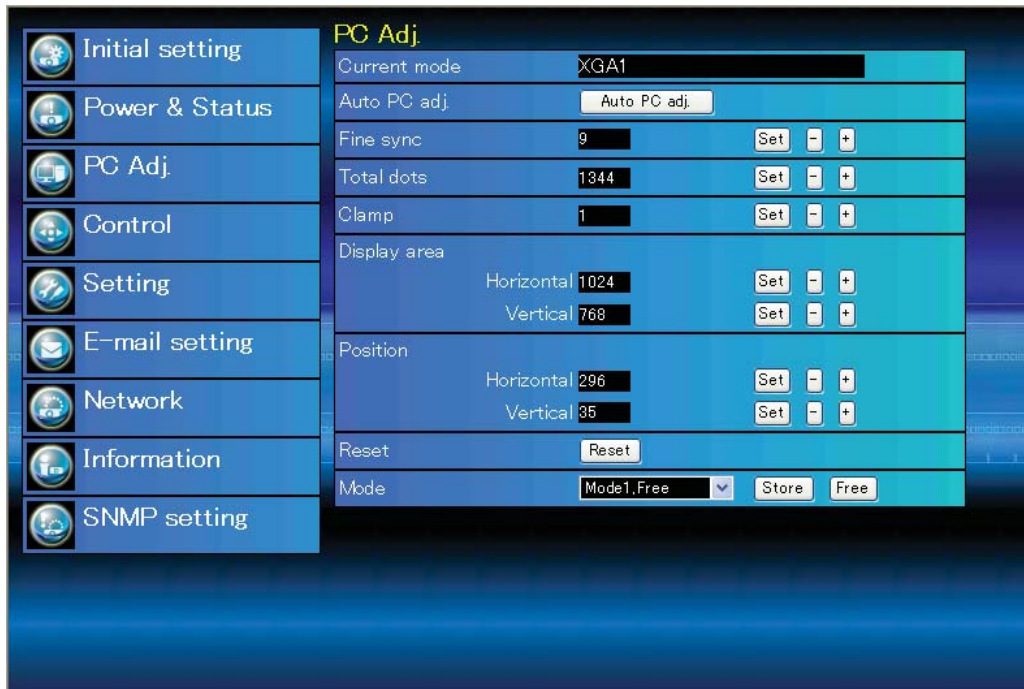 Initial setting
Power & Status
PC Adj.
Control
Setting
E-mail setting
Network
Information
SNMP setting
PC Adj.
Current mode XGA1
Auto PC adj. Auto PC adj.
Fine sync 9 Set - +
Total dots 1344 Set - +
Clamp 1 Set - +
Display area
Horizontal 1024 Set - +
Vertical 768 Set - +
Position
Horizontal 296 Set - +
Vertical 35 Set - +
Reset Reset
Mode Mode1,Free Store Free